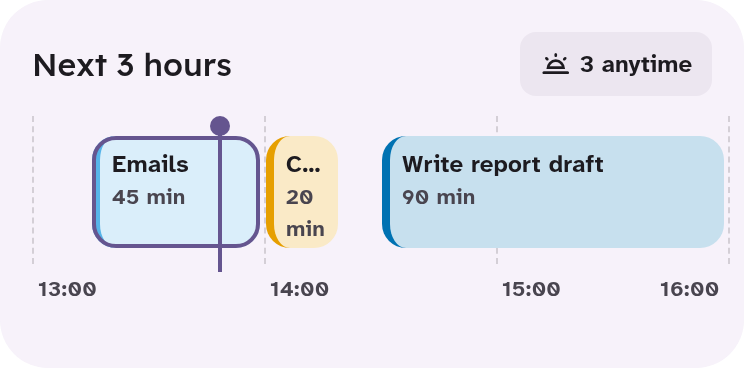 Next 3 hours
3 anytime
Emails
45 min
C...
20
min
Write report draft
90 min
13:00
14:00
15:00
16:00